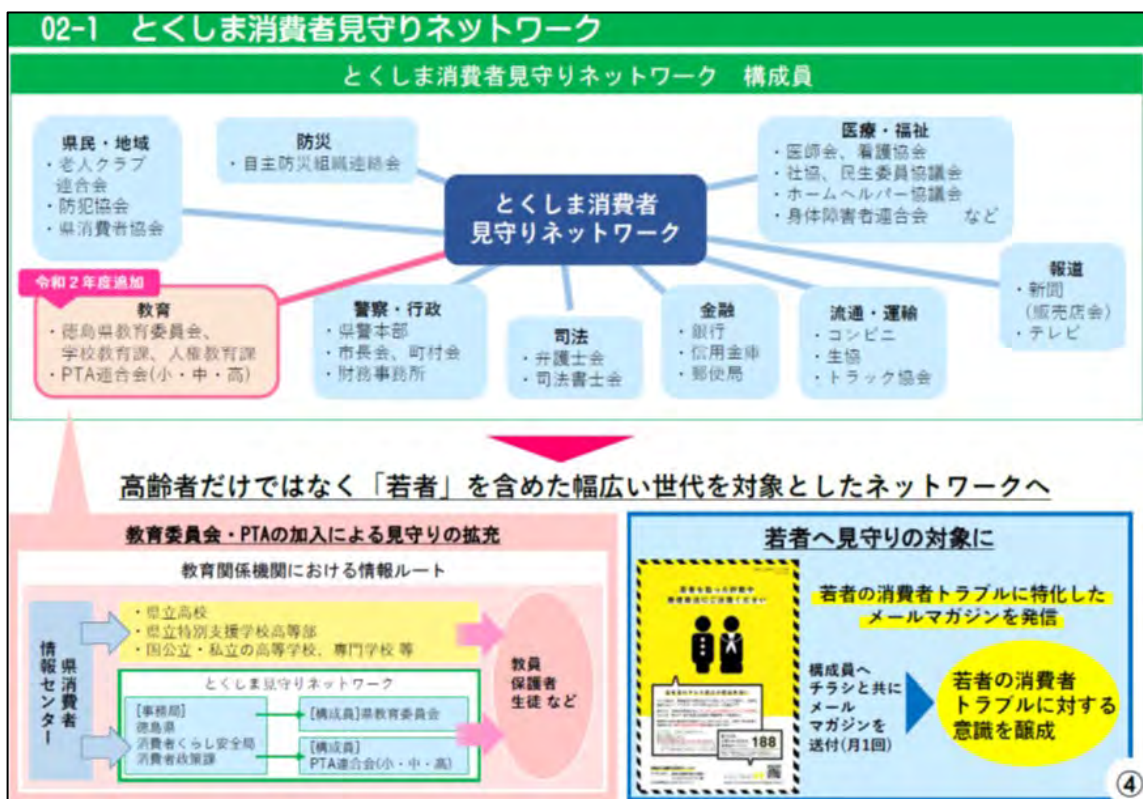 02-1 とくしま消費者見守りネットワーク
とくしま消費者見守りネットワーク 構成員
県民・地域
・老人クラブ
連合会
・防犯協会
・県消費者協会
防災
・自主防災組織連絡会
医療・福祉
・医師会、看護協会
・社協、民生委員協議会
・ホームヘルパー協議会
・身体障害者連合会 など
とくしま消費者
見守りネットワーク
令和2年度追加
教育
・徳島県教育委員会、
学校教育課、人権教育課
・PTA連合会(小・中・高)
警察・行政
・県警本部
・市長会、町村会
・財務事務所
司法
・弁護士会
・司法書士会
金融
・銀行
・信用金庫
・郵便局
流通・運輸
・コンビニ
・生協
・トラック協会
報道
・新聞
(販売店会)
・テレビ
高齢者だけではなく「若者」を含めた幅広い世代を対象としたネットワークへ
教育委員会・PTAの加入による見守りの拡充
教育関係機関における情報ルート
県消費者
情報センター
・県立高校
・県立特別支援学校高等部
・国公立・私立の高等学校、専門学校 等
とくしま見守りネットワーク
[事務局]
徳島県
消費者くらし安全局
消費者政策課
[構成員]県教育委員会
[構成員]
PTA連合会(小・中・高)
教員
保護者
生徒 など
若者へ見守りの対象に
若者を狙った詐欺や
悪質商法にご注意ください
188
若者の消費者トラブルに特化した
メールマガジンを発信
構成員へ
チラシと共に
メール
マガジンを
送付(月1回)
若者の消費者
トラブルに対する
意識を醸成
④